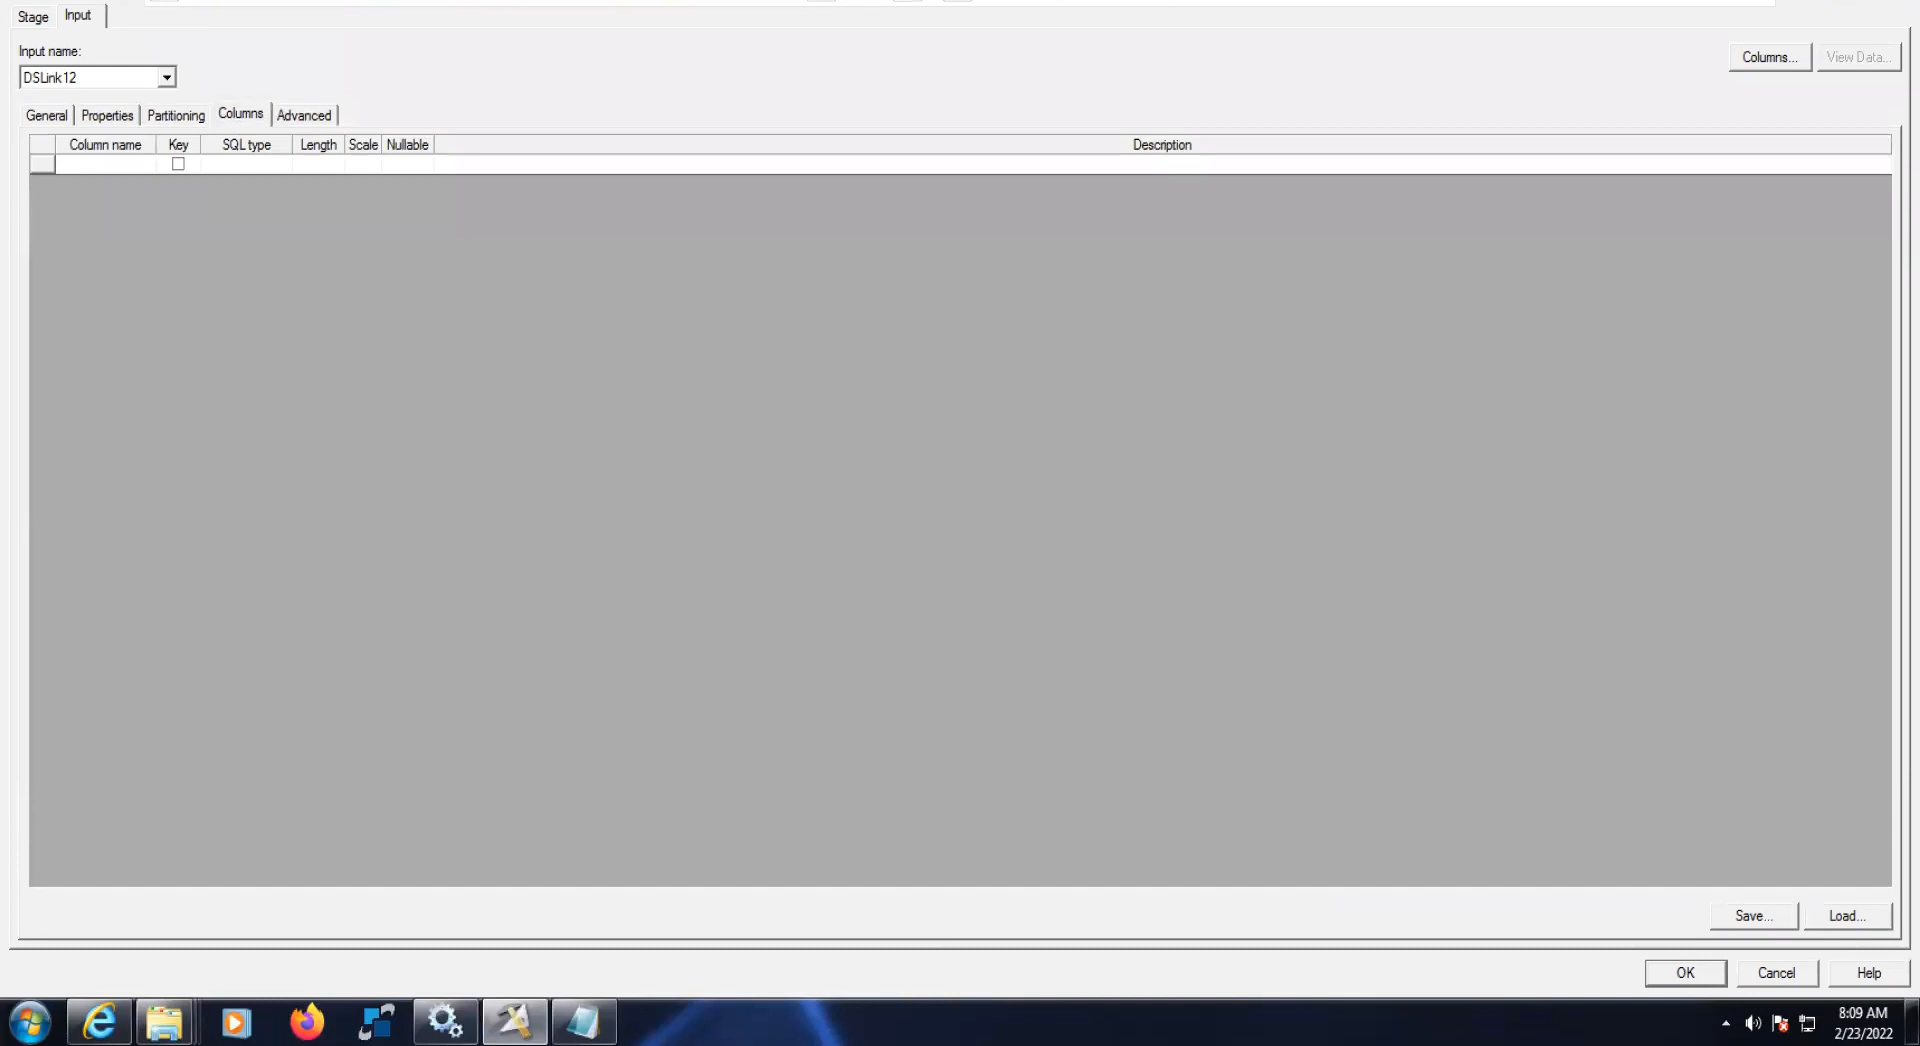 Stage Input
Input name:
Columns... View Data...
DSLink12
General Properties Partitioning Columns Advanced
Column name Key SQL type Length Scale Nullable Description
Save... Load...
OK Cancel Help
8:09 AM
2/23/2022